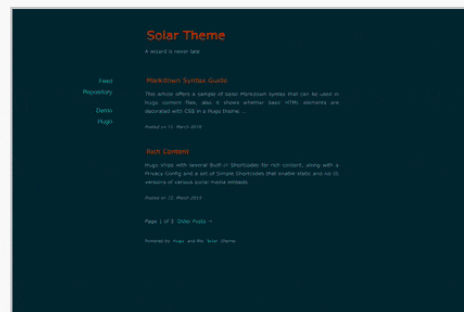 Solar Theme
A wizard is never late
Feed
Repository
Demo
Hugo
Markdown Syntax Guide
This article offers a sample of basic Markdown syntax that can be used in
Hugo content files, also it shows whether basic HTML elements are
decorated with CSS in a Hugo theme. ...
Posted on 11. March 2019
Rich Content
Hugo ships with several Built-in Shortcodes for rich content, along with a
Privacy Config and a set of Simple Shortcodes that enable static and no-JS
versions of various social media embeds.
Posted on 10. March 2019
Page 1 of 3 Older Posts →
Powered by Hugo and the Solar theme